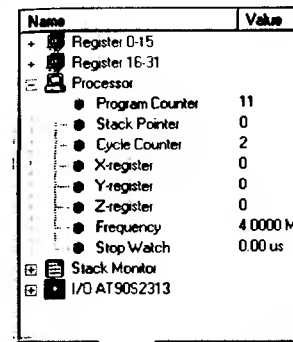 Name Value
Register 0-15
Register 16-31
Processor
Program Counter 11
Stack Pointer 0
Cycle Counter 2
X-register 0
Y-register 0
Z-register 0
Frequency 4.0000 M
Stop Watch 0.00 us
Stack Monitor
I/O AT90S2313